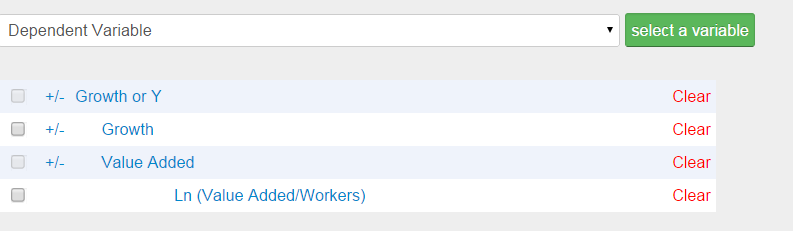 Dependent Variable select a variable
+/- Growth or Y Clear
+/- Growth Clear
+/- Value Added Clear
Ln (Value Added/Workers) Clear